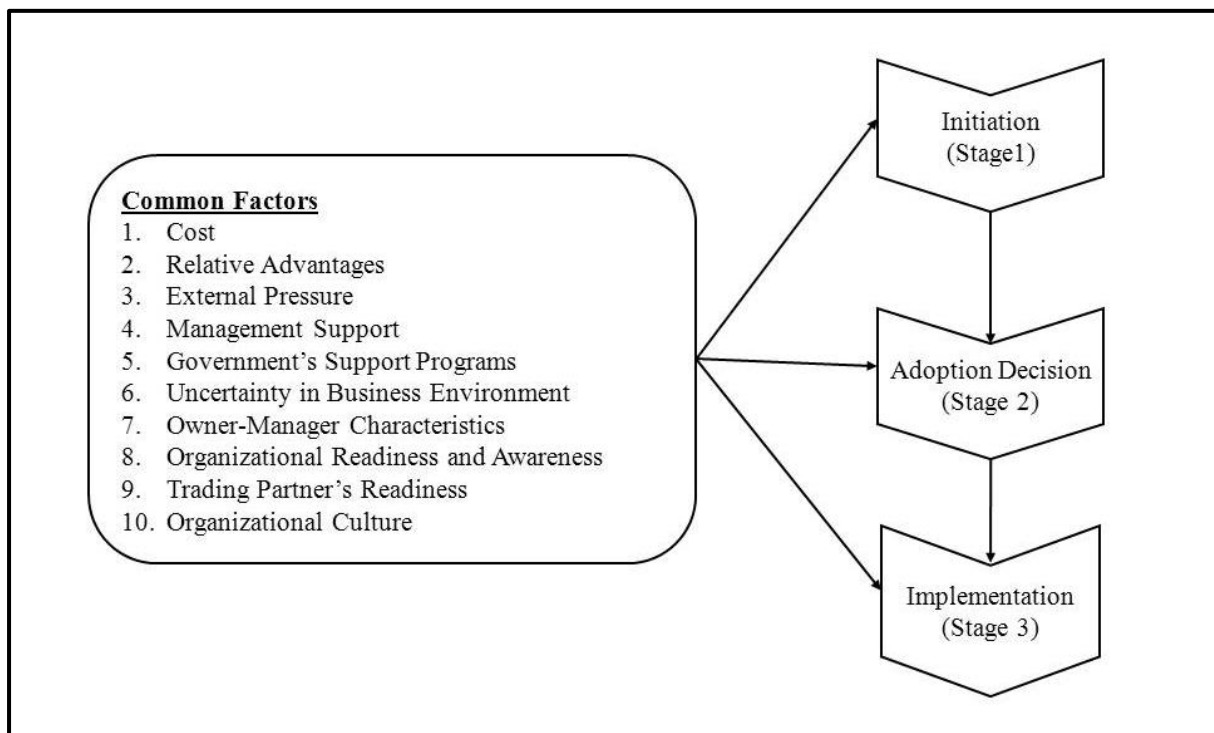 Common Factors
1. Cost
2. Relative Advantages
3. External Pressure
4. Management Support
5. Government’s Support Programs
6. Uncertainty in Business Environment
7. Owner-Manager Characteristics
8. Organizational Readiness and Awareness
9. Trading Partner’s Readiness
10. Organizational Culture
Initiation
(Stage1)
Adoption Decision
(Stage 2)
Implementation
(Stage 3)